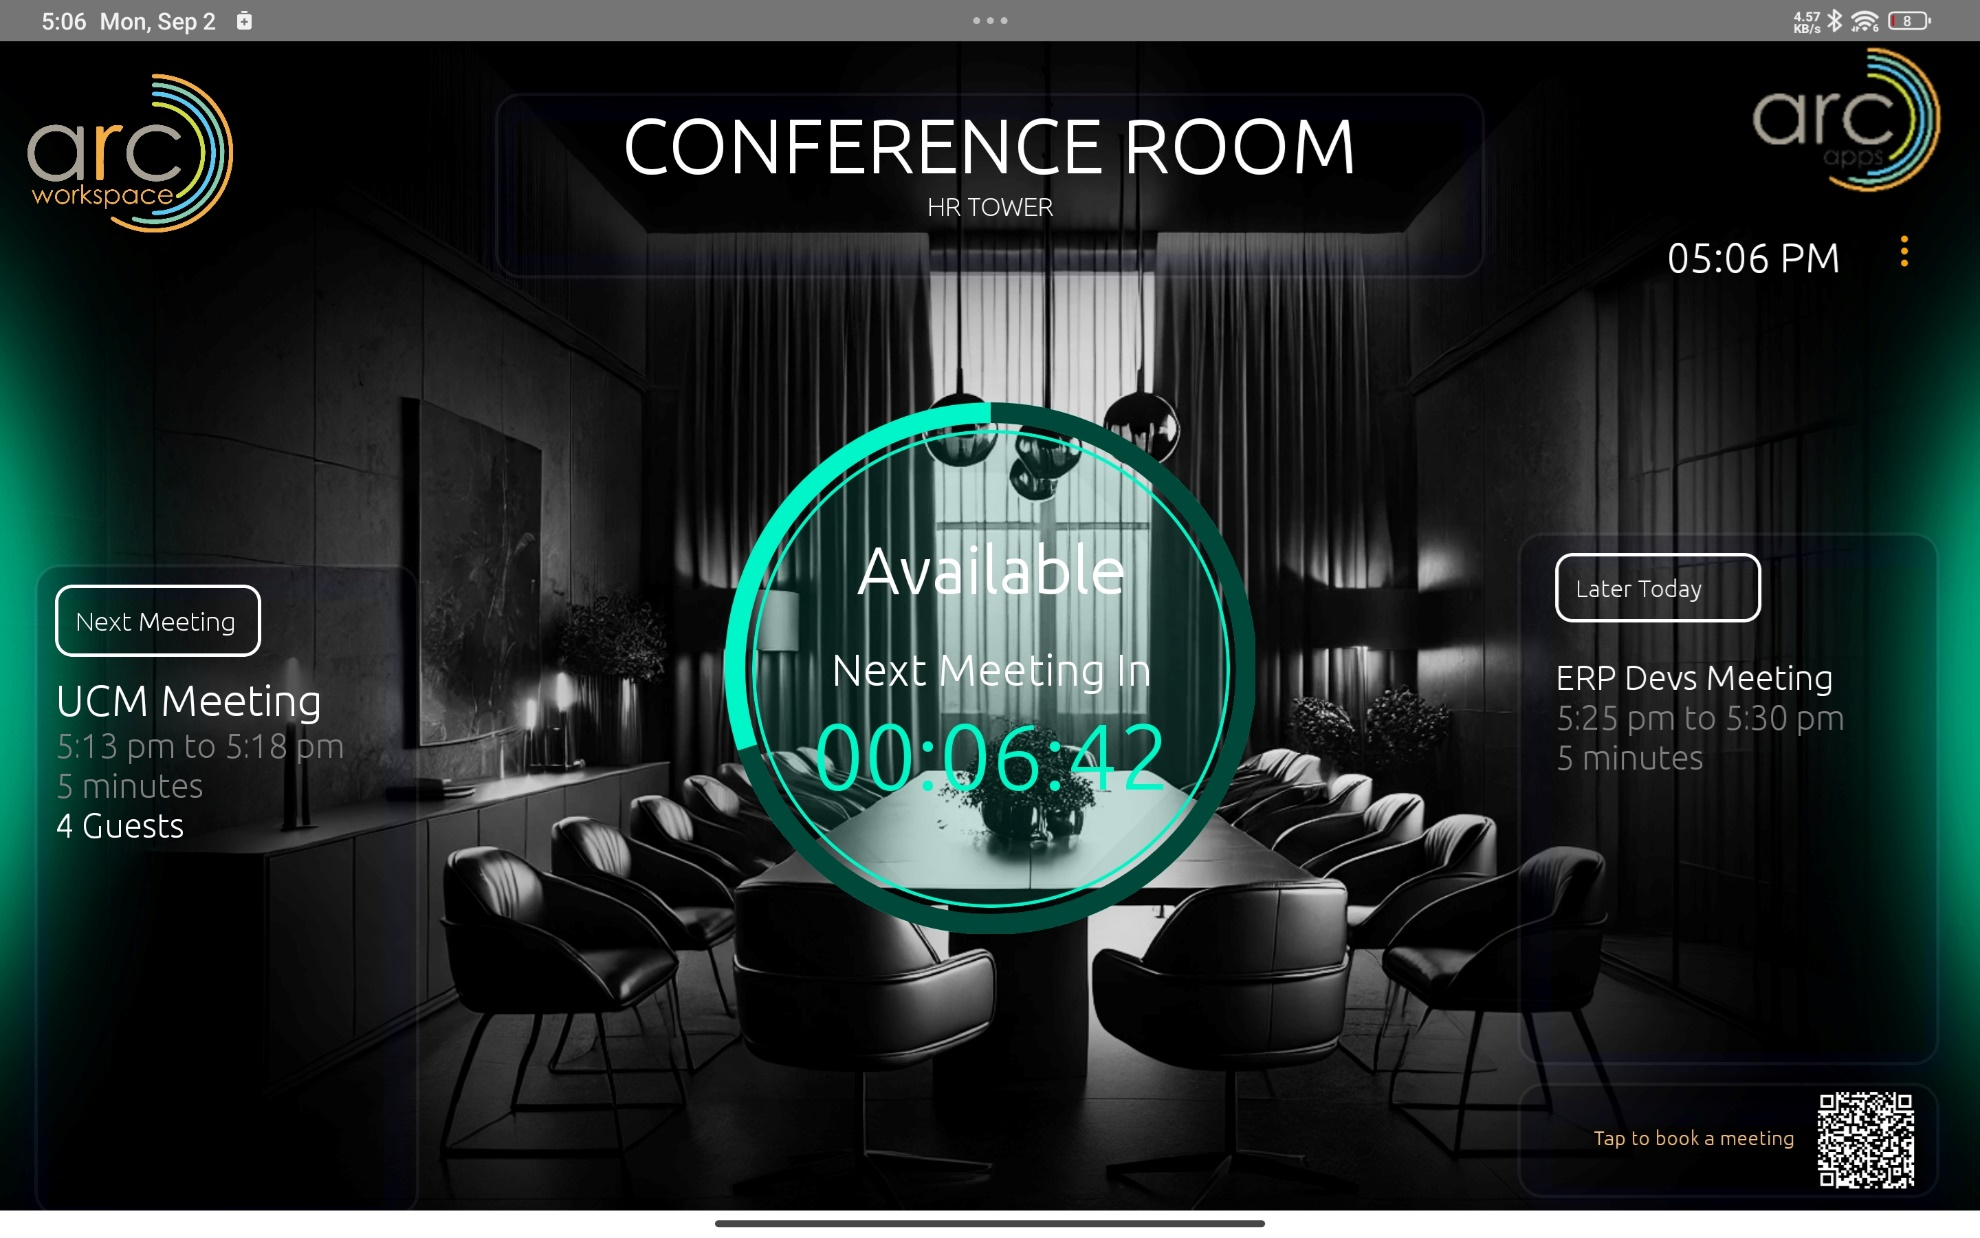 5:06 Mon, Sep 2
4.57
KB/s
6
8
arc
workspace
CONFERENCE ROOM
HR TOWER
arc
apps
05:06 PM
Available
Next Meeting In
00:06:42
Next Meeting
UCM Meeting
5:13 pm to 5:18 pm
5 minutes
4 Guests
Later Today
ERP Devs Meeting
5:25 pm to 5:30 pm
5 minutes
Tap to book a meeting